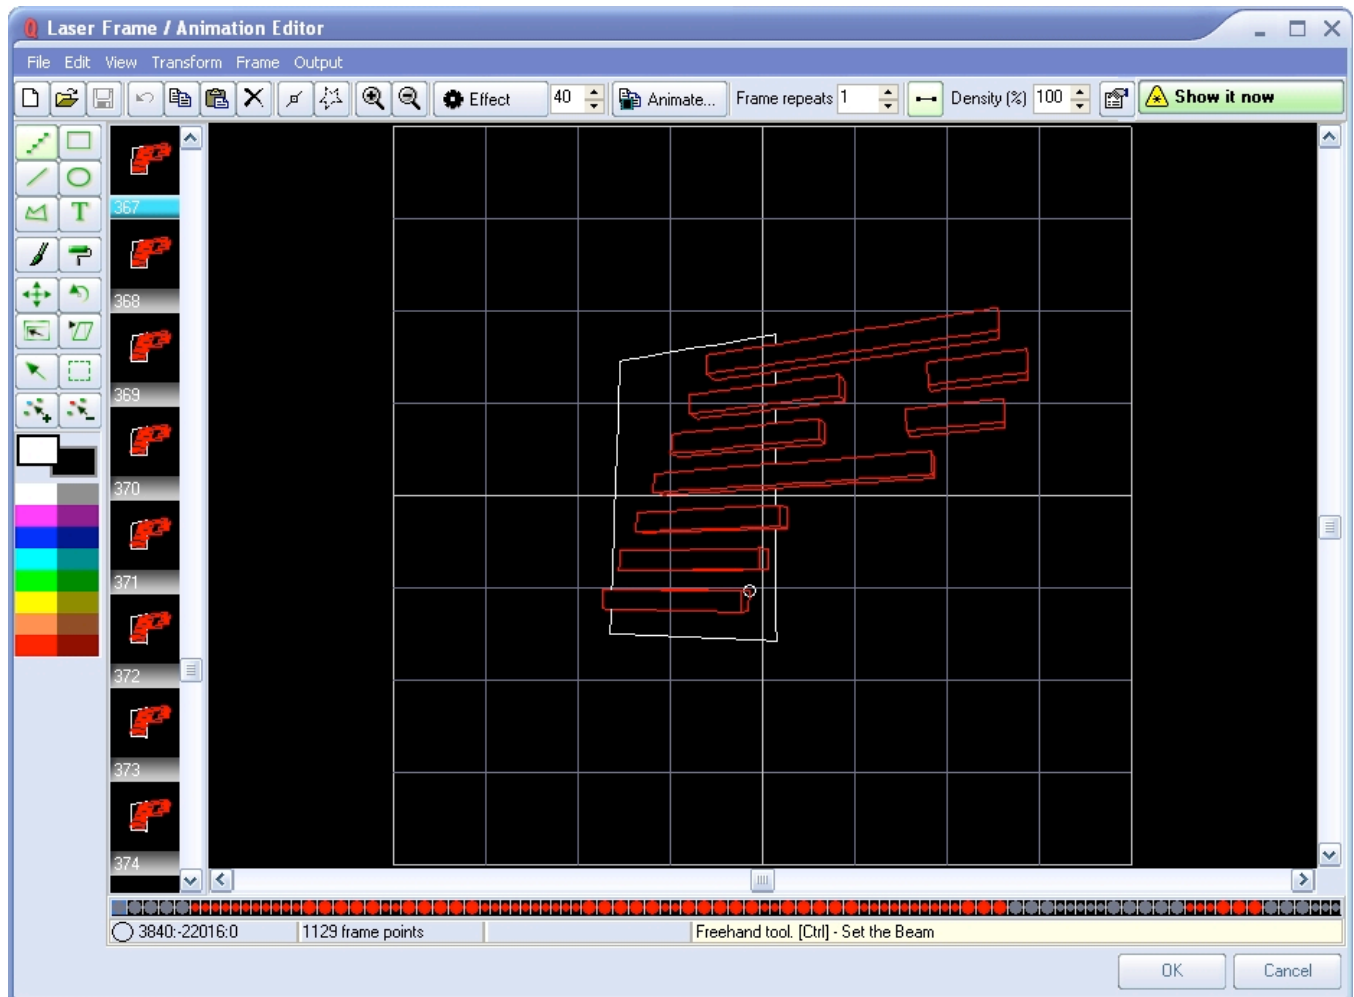 Laser Frame / Animation Editor
File Edit View Transform Frame Output
Effect 40 Animate... Frame repeats 1 Density (%) 100 Show it now
T
367
368
369
370
371
372
373
374
3840:-22016:0 1129 frame points Freehand tool. [Ctrl] - Set the Beam
OK Cancel